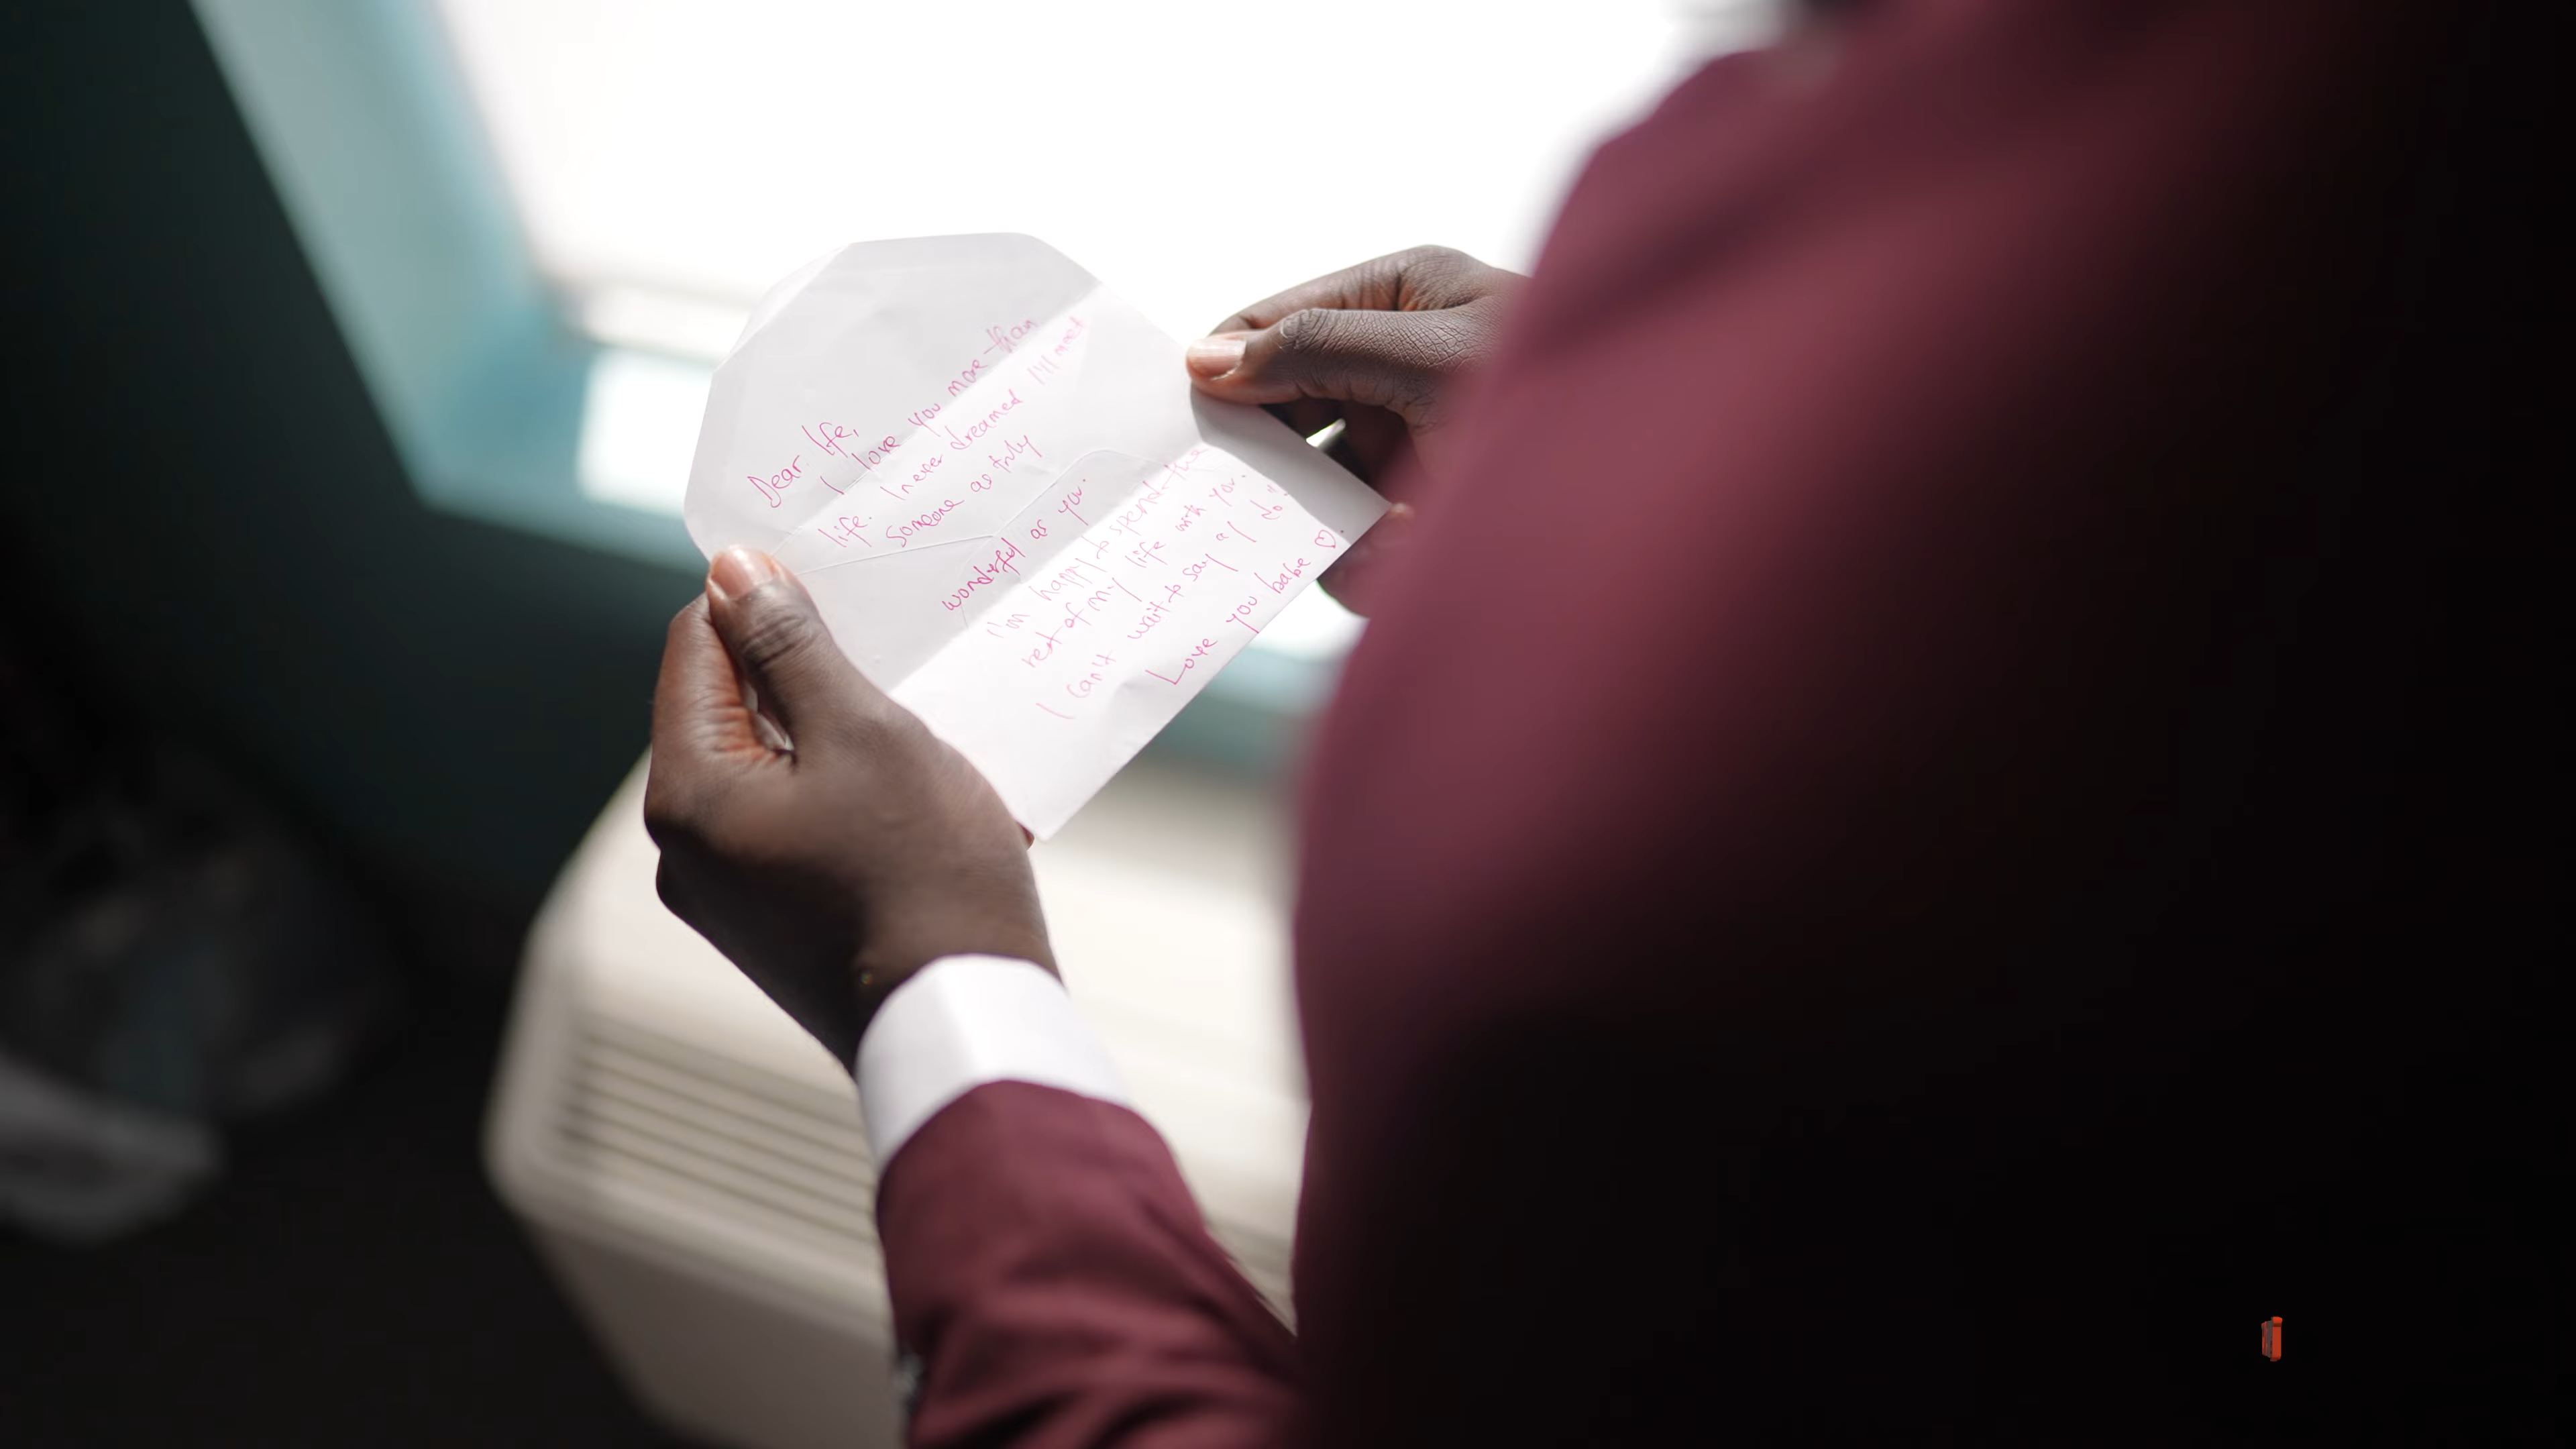 Dear life,
I love you more than
life. I never dreamed I'll meet
Someone as truly
wonderful as you.
I'm happy to spend the
rest of my life with you.
I can't wait to say "I do"
Love you babe ♡.